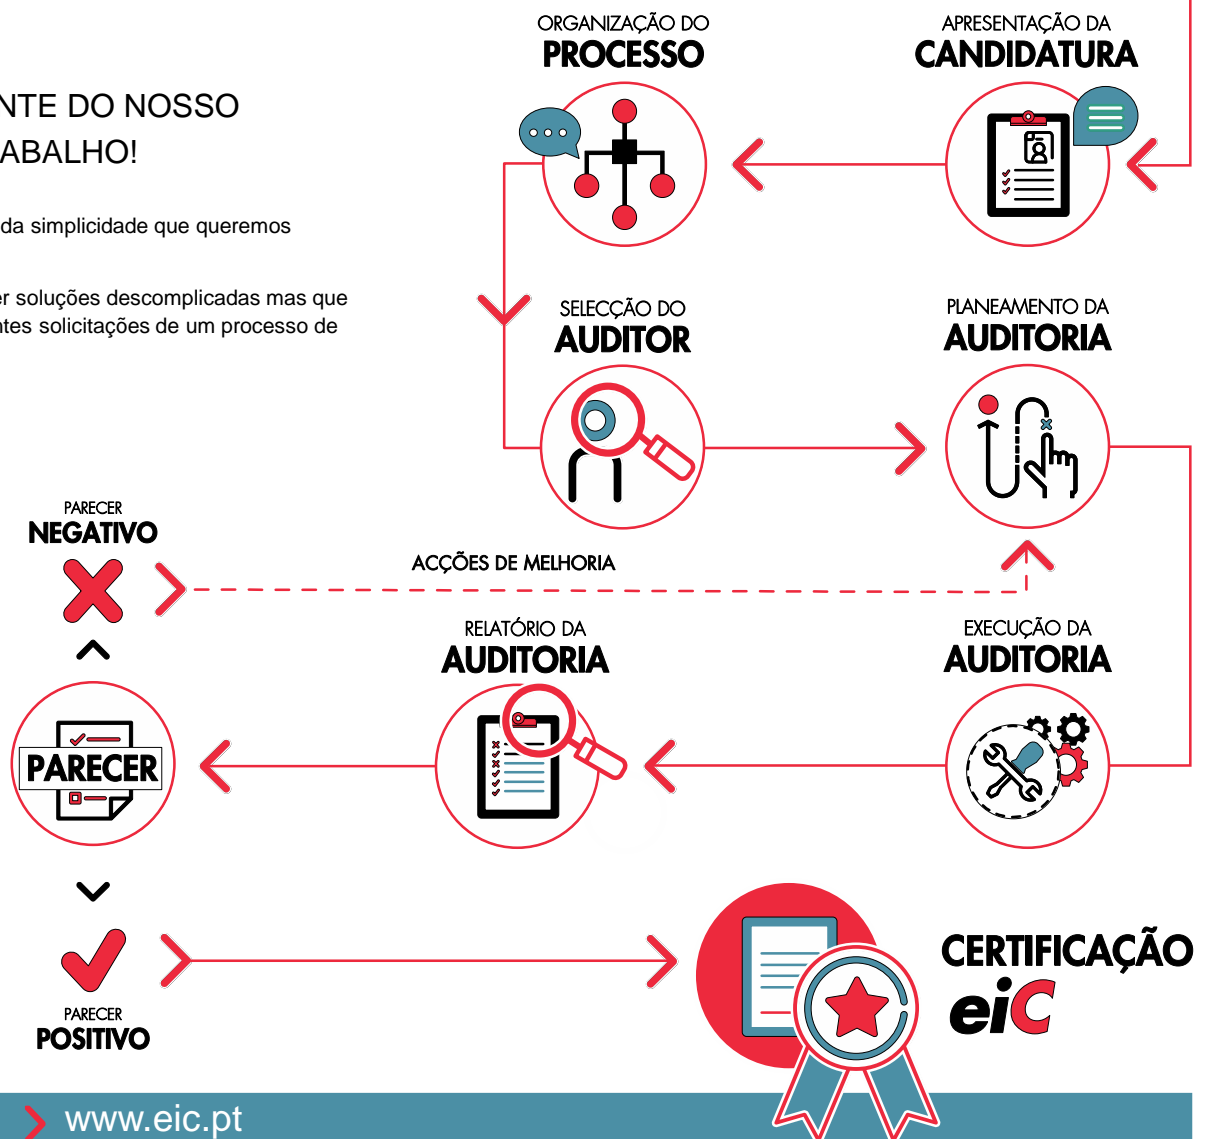 ORGANIZAÇÃO DO
PROCESSO
APRESENTAÇÃO DA
CANDIDATURA
NTE DO NOSSO
ABALHO!
da simplicidade que queremos
er soluções descomplicadas mas que
ntes solicitações de um processo de
SELECÇÃO DO
AUDITOR
PLANEAMENTO DA
AUDITORIA
PARECER
NEGATIVO
ACÇÕES DE MELHORIA
RELATÓRIO DA
AUDITORIA
EXECUÇÃO DA
AUDITORIA
PARECER
PARECER
POSITIVO
CERTIFICAÇÃO
eiC
www.eic.pt